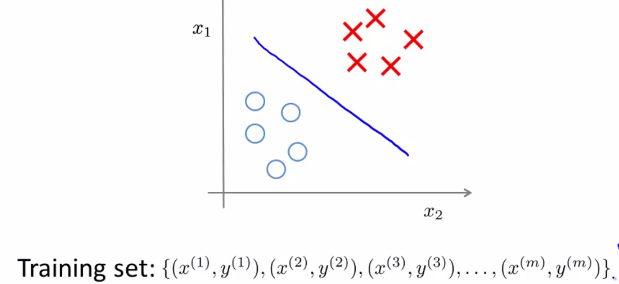 x₁
x₂
Training set: {(x⁽¹⁾, y⁽¹⁾), (x⁽²⁾, y⁽²⁾), (x⁽³⁾, y⁽³⁾), . . . , (x⁽ᵐ⁾, y⁽ᵐ⁾)}.